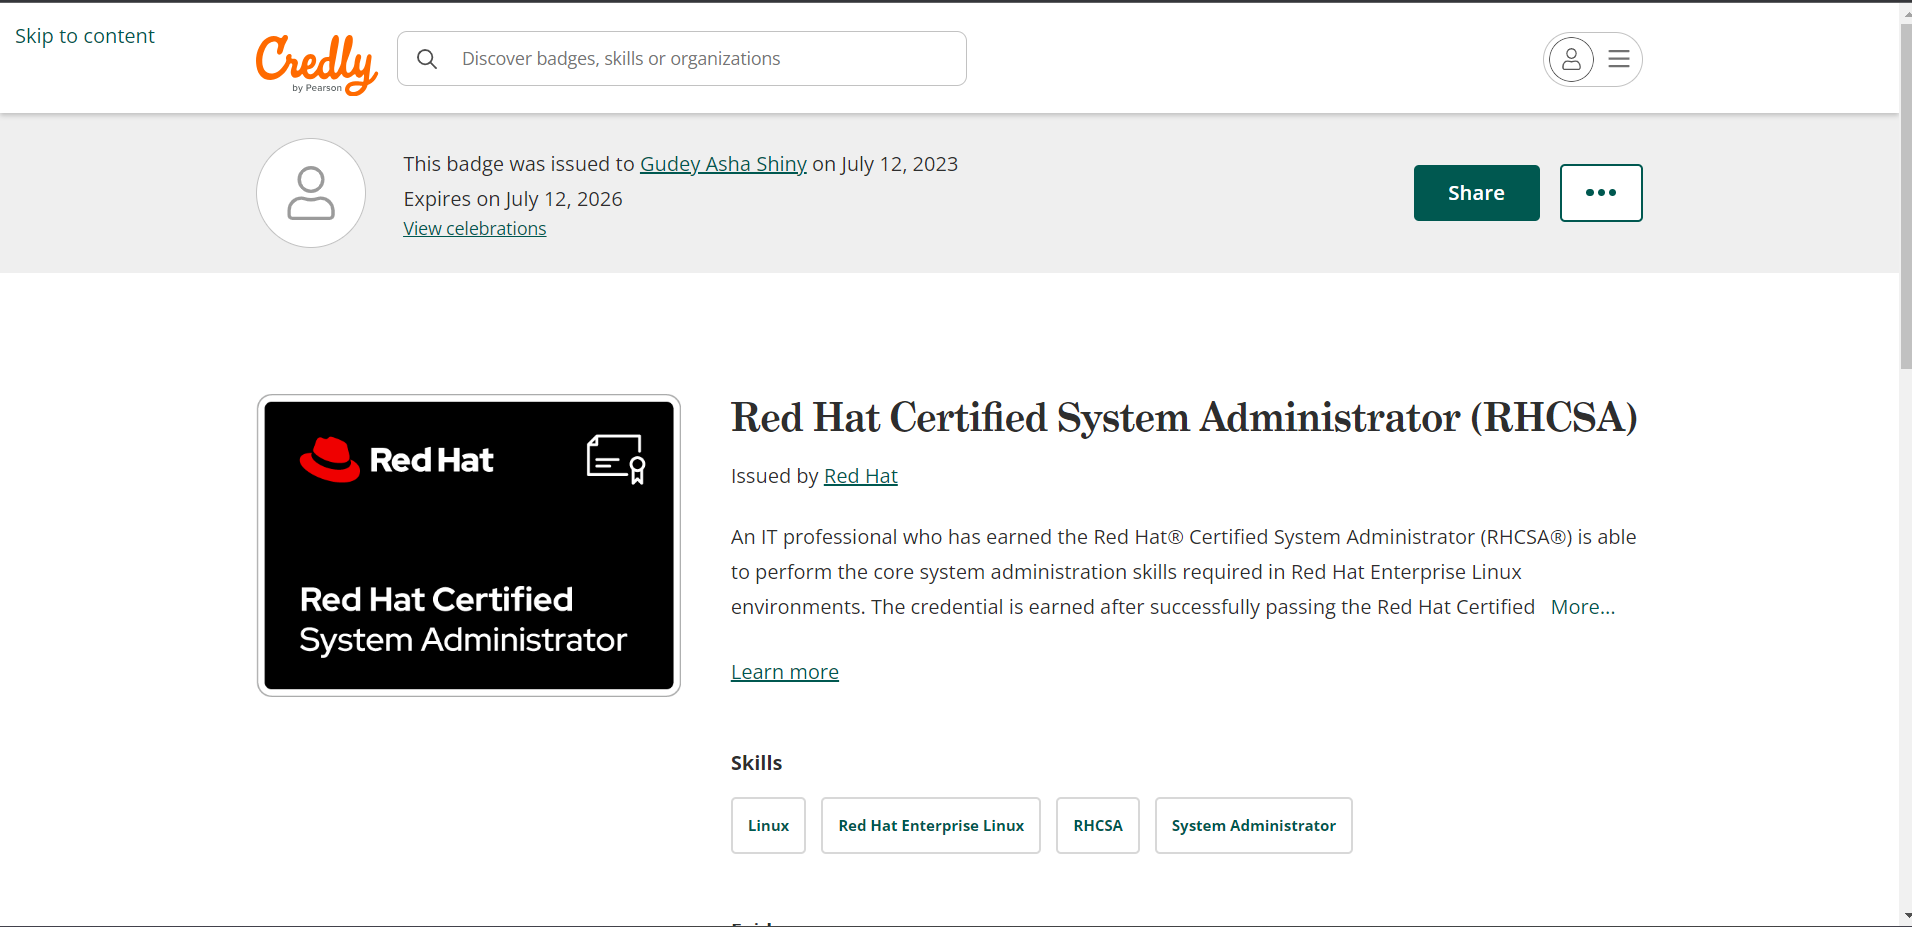 Skip to content
Credly
by Pearson
Discover badges, skills or organizations
This badge was issued to Gudey Asha Shiny on July 12, 2023
Expires on July 12, 2026
View celebrations
Share
Red Hat
Red Hat Certified
System Administrator
Red Hat Certified System Administrator (RHCSA)
Issued by Red Hat
An IT professional who has earned the Red Hat® Certified System Administrator (RHCSA®) is able
to perform the core system administration skills required in Red Hat Enterprise Linux
environments. The credential is earned after successfully passing the Red Hat Certified More...
Learn more
Skills
Linux
Red Hat Enterprise Linux
RHCSA
System Administrator